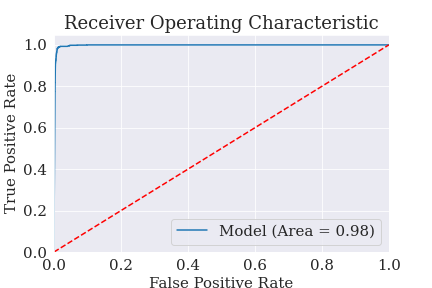 Receiver Operating Characteristic
True Positive Rate
1.0
0.8
0.6
0.4
0.2
0.0
Model (Area = 0.98)
0.0 0.2 0.4 0.6 0.8 1.0
False Positive Rate